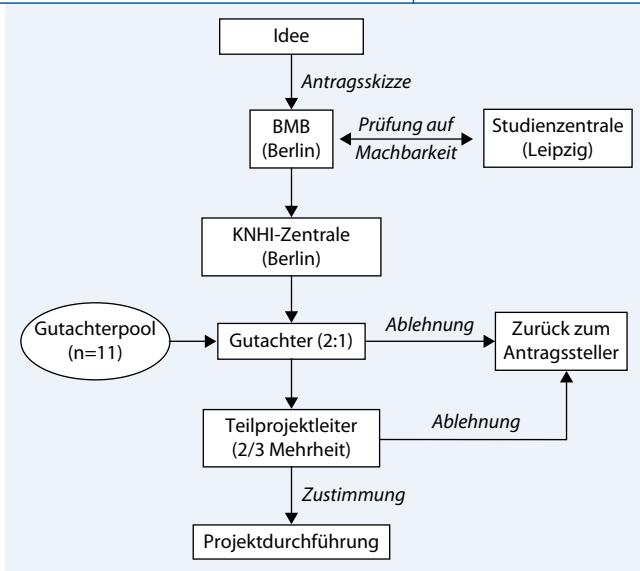 Idee
Antragsskizze
BMB
(Berlin)
Prüfung auf
Machbarkeit
Studienzentrale
(Leipzig)
KNHI-Zentrale
(Berlin)
Gutachterpool
(n=11)
Gutachter (2:1)
Ablehnung
Zurück zum
Antragssteller
Teilprojektleiter
(2/3 Mehrheit)
Ablehnung
Zustimmung
Projektdurchführung